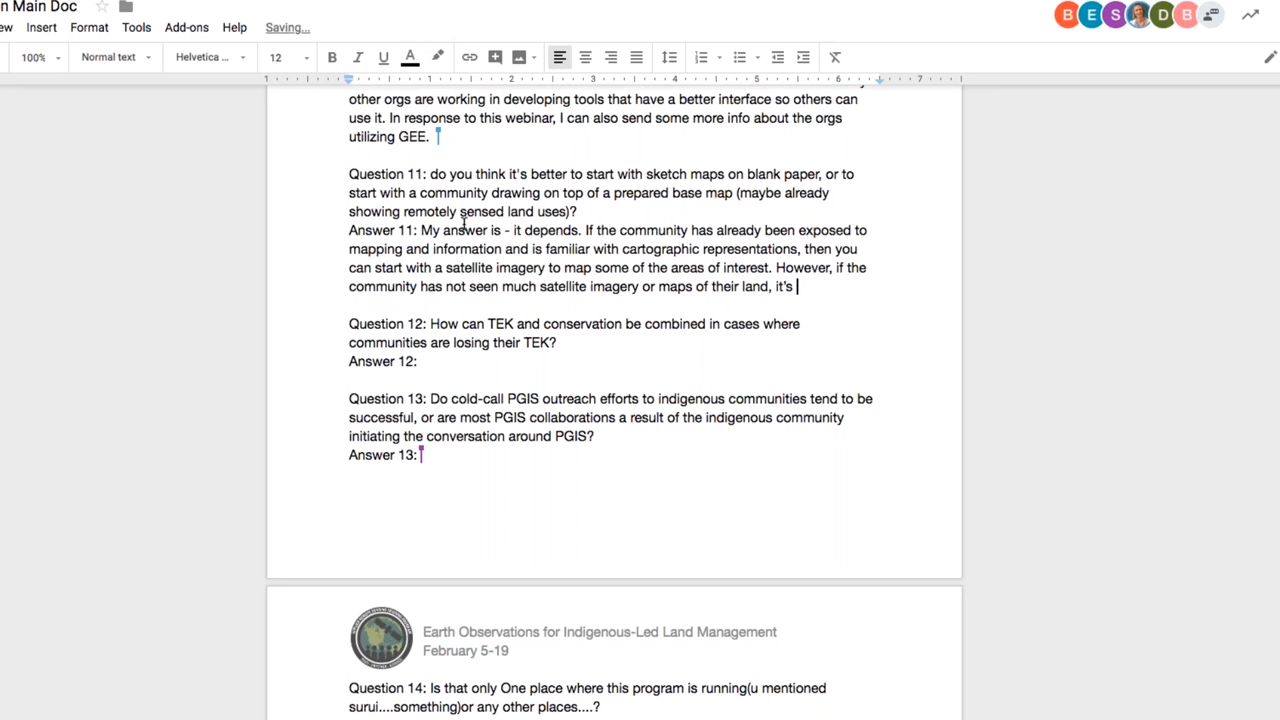 n Main Doc
ew Insert Format Tools Add-ons Help Saving...
100% Normal text Helvetica ... 12 B I U A
1 1 2 3 4 5 6 7
B E S D B
other orgs are working in developing tools that have a better interface so others can
use it. In response to this webinar, I can also send some more info about the orgs
utilizing GEE.
Question 11: do you think it's better to start with sketch maps on blank paper, or to
start with a community drawing on top of a prepared base map (maybe already
showing remotely sensed land uses)?
Answer 11: My answer is - it depends. If the community has already been exposed to
mapping and information and is familiar with cartographic representations, then you
can start with a satellite imagery to map some of the areas of interest. However, if the
community has not seen much satellite imagery or maps of their land, it's
Question 12: How can TEK and conservation be combined in cases where
communities are losing their TEK?
Answer 12:
Question 13: Do cold-call PGIS outreach efforts to indigenous communities tend to be
successful, or are most PGIS collaborations a result of the indigenous community
initiating the conversation around PGIS?
Answer 13:
Earth Observations for Indigenous-Led Land Management
February 5-19
Question 14: Is that only One place where this program is running(u mentioned
surui....something)or any other places....?